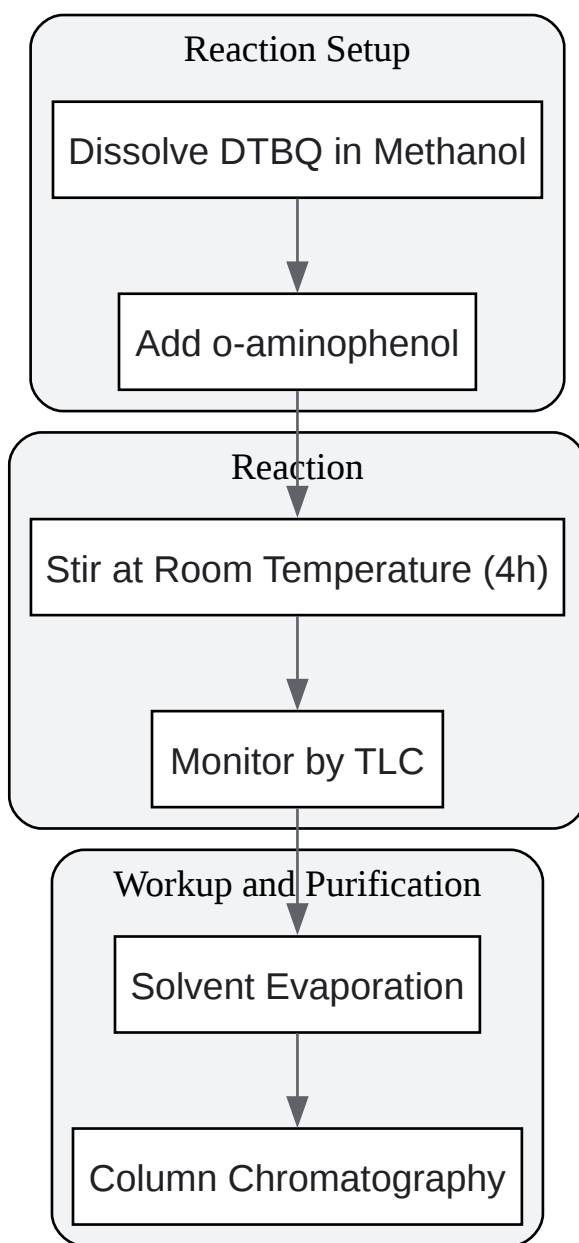 Reaction Setup
Dissolve DTBQ in Methanol
Add o-aminophenol
Reaction
Stir at Room Temperature (4h)
Monitor by TLC
Workup and Purification
Solvent Evaporation
Column Chromatography